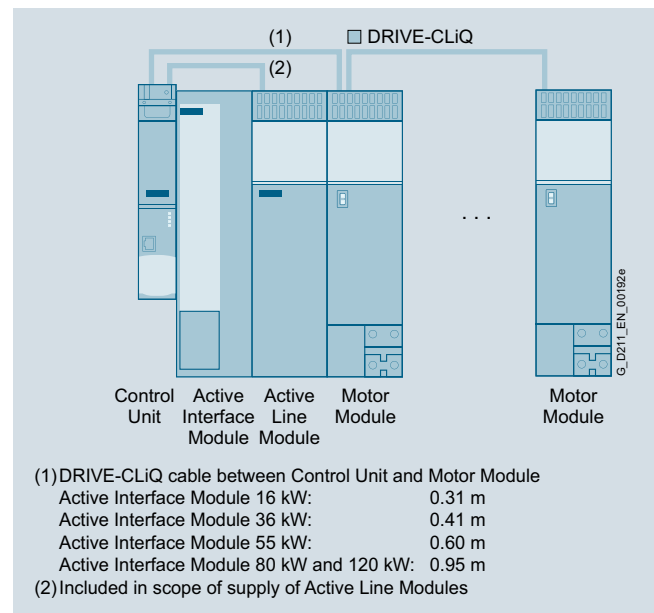 (1)
DRIVE-CLiQ
(2)
. . .
G_D211_EN_00192e
Control Unit
Active Interface Module
Active Line Module
Motor Module
Motor Module
(1) DRIVE-CLiQ cable between Control Unit and Motor Module
Active Interface Module 16 kW: 0.31 m
Active Interface Module 36 kW: 0.41 m
Active Interface Module 55 kW: 0.60 m
Active Interface Module 80 kW and 120 kW: 0.95 m
(2) Included in scope of supply of Active Line Modules